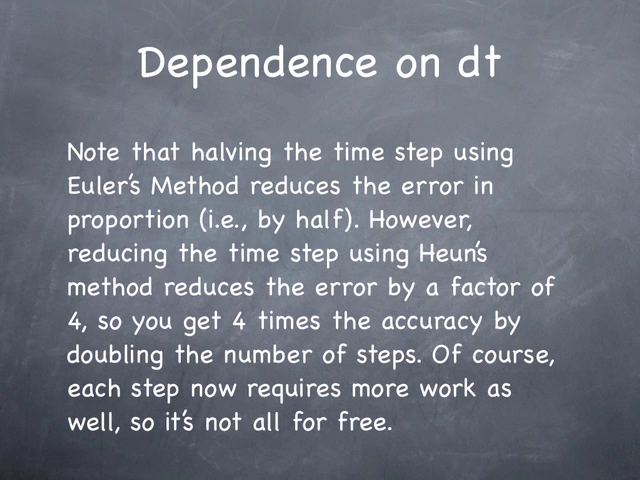 Dependence on dt
Note that halving the time step using
Euler's Method reduces the error in
proportion (i.e., by half). However,
reducing the time step using Heun's
method reduces the error by a factor of
4, so you get 4 times the accuracy by
doubling the number of steps. Of course,
each step now requires more work as
well, so it's not all for free.